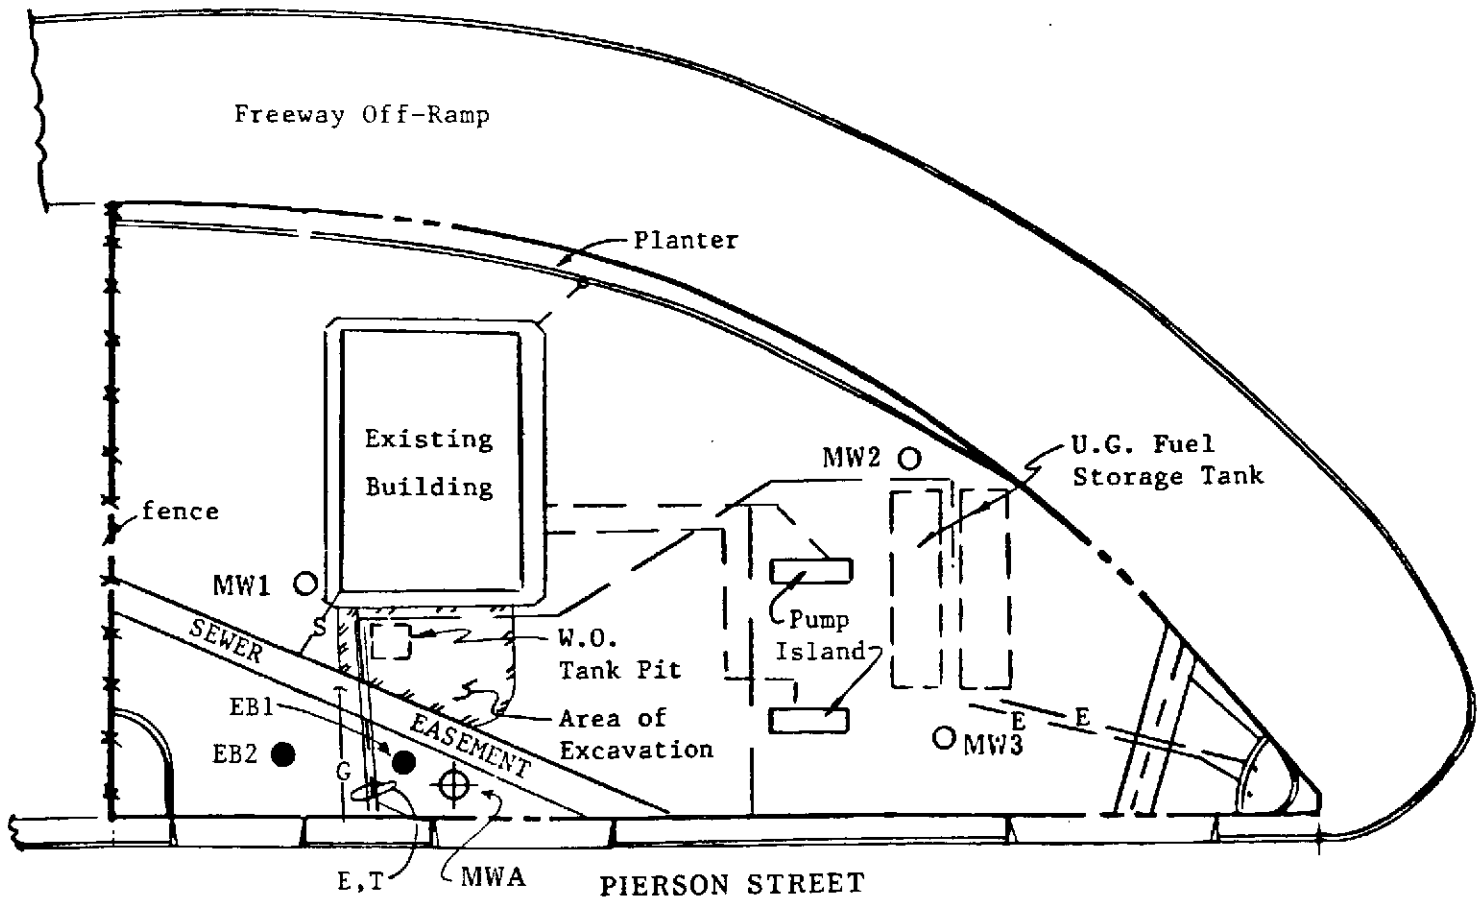 Freeway Off-Ramp
Planter
Existing
Building
MW2
U.G. Fuel
Storage Tank
fence
MW1
S
SEWER
EASEMENT
W.O.
Tank Pit
Pump
Island
EB1
Area of
Excavation
EB2
G
E
E
MW3
E,T
MWA
PIERSON STREET